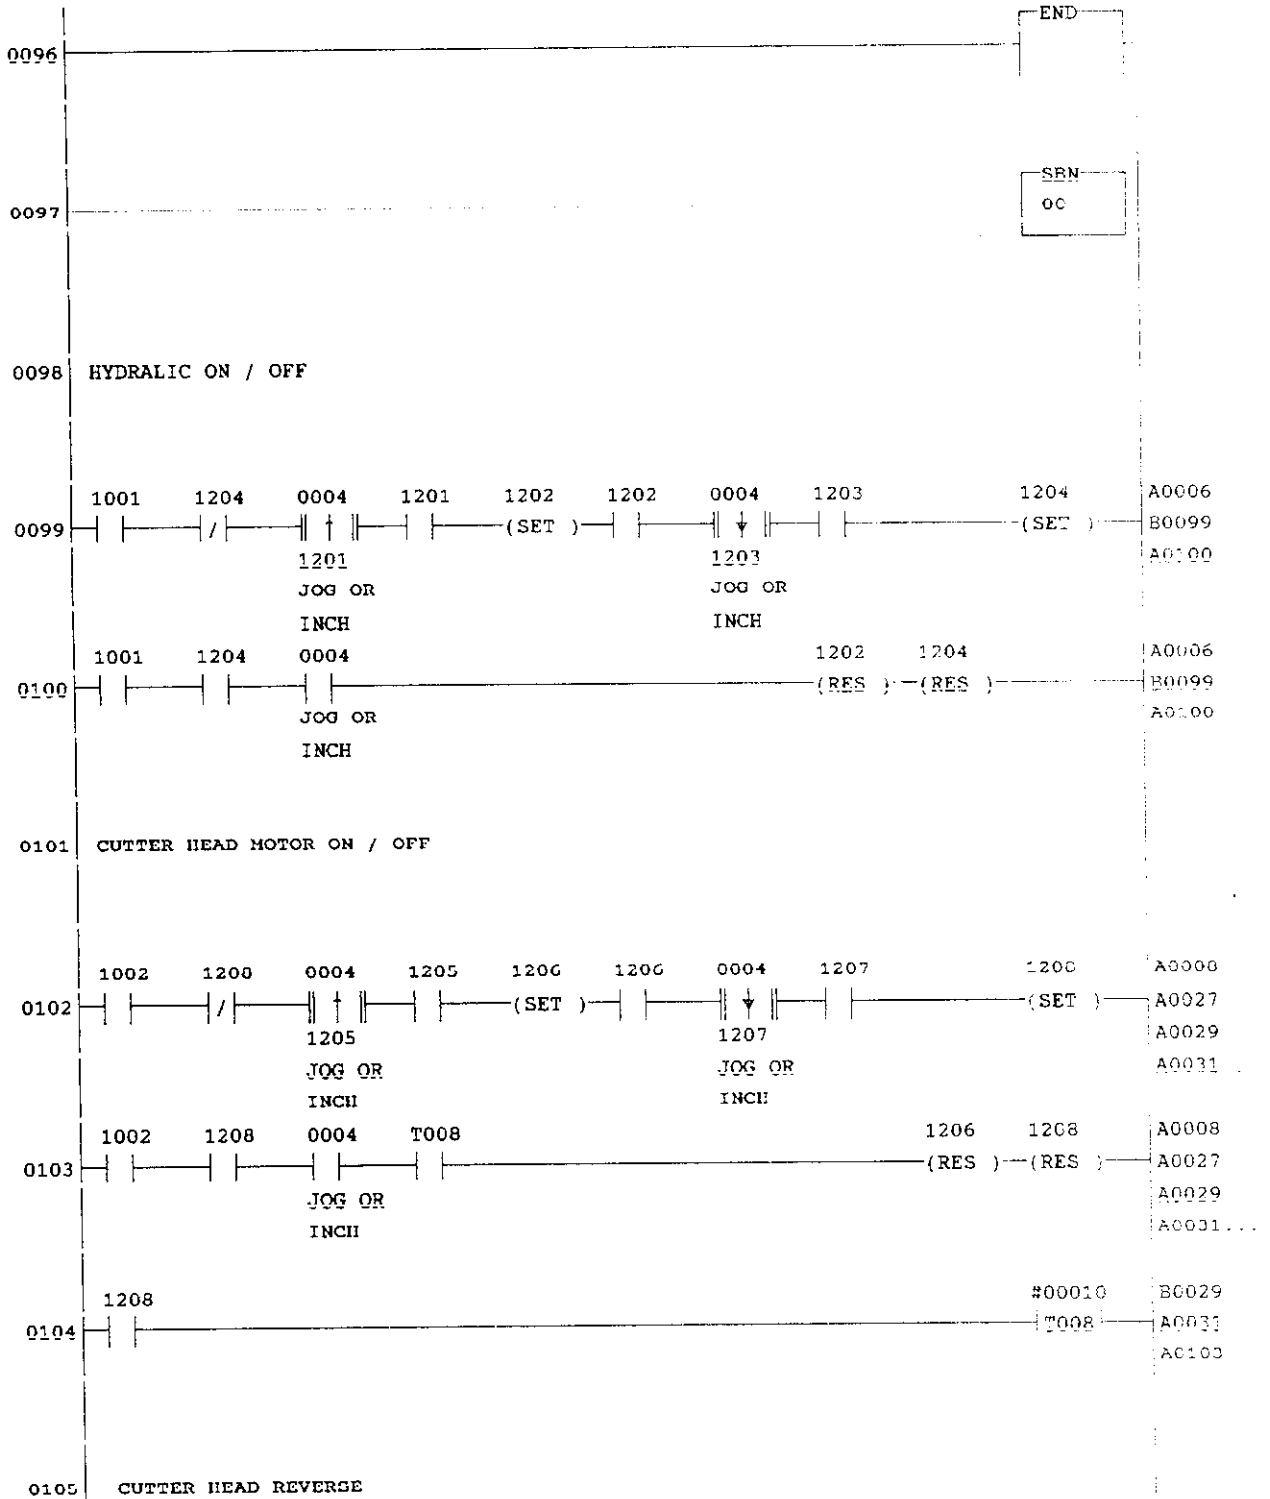 END
0096
SBN
0097
00
0098 HYDRALIC ON / OFF
1001 1204 0004 1201 1202 1202 0004 1203 1204 A0006
0099 / ↑ (SET ) ↓ (SET ) B0099
1201 1203 A0100
JOG OR JOG OR
INCH INCH
1001 1204 0004 1202 1204 A0006
0100 (RES ) (RES ) B0099
JOG OR A0100
INCH
0101 CUTTER HEAD MOTOR ON / OFF
1002 0004 1205 1206 1206 0004 1207
0102 / ↑ (SET ) ↓ (SET ) A0027
1205 1207 A0029
JOG OR JOG OR A0031
INCH INCH
1002 1208 0004 T008 1206 1208 A0008
0103 (RES ) (RES ) A0027
JOG OR A0029
INCH A0031...
1208 #00010 B0029
0104 T008 A0031
A0103
0105 CUTTER HEAD REVERSE